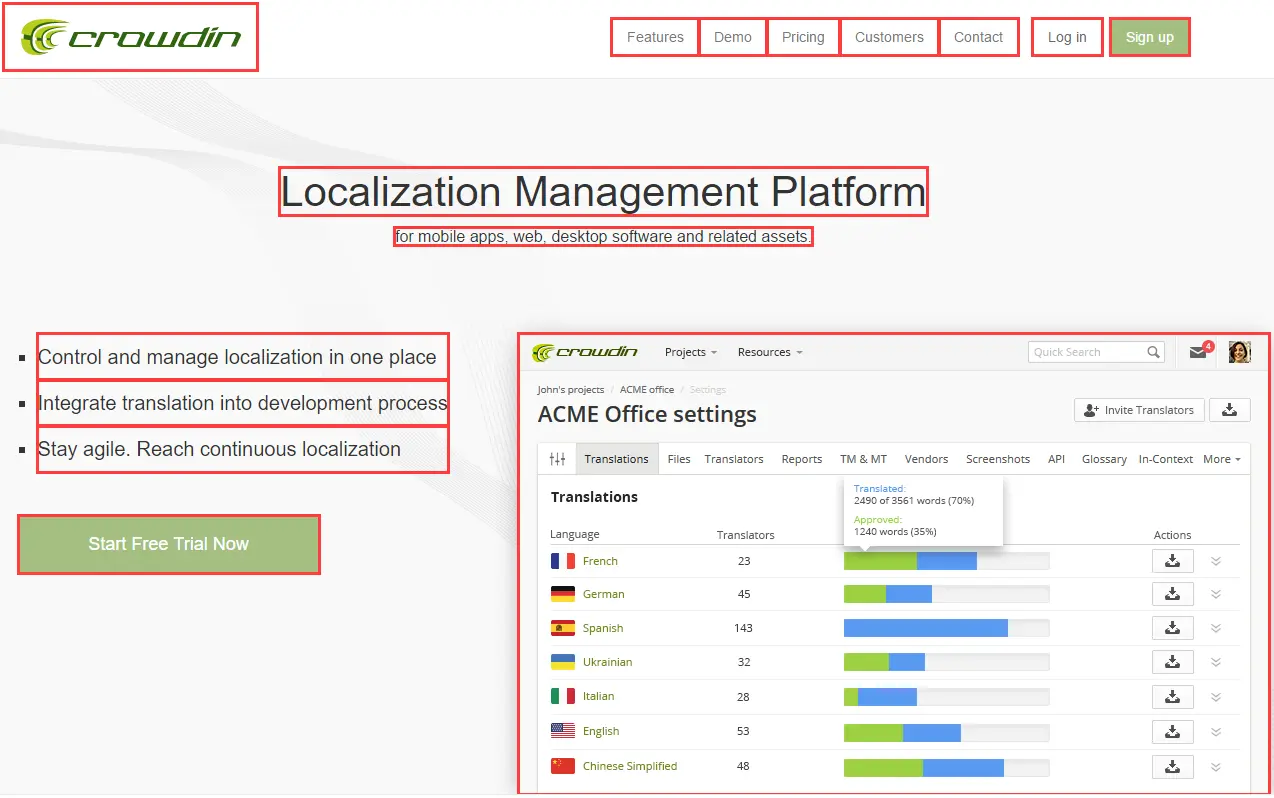 crowdin
Features Demo Pricing Customers Contact Log in Sign up
Localization Management Platform
for mobile apps, web, desktop software and related assets.
Control and manage localization in one place
Integrate translation into development process
Stay agile. Reach continuous localization
Start Free Trial Now
crowdin Projects Resources Quick Search 4
John's projects / ACME office / Settings
ACME Office settings
Invite Translators
Translations Files Translators Reports TM & MT Vendors Screenshots API Glossary In-Context More
Translations
Translated:
2490 of 3561 words (70%)
Approved:
1240 words (35%)
Language Translators Actions
French 23
German 45
Spanish 143
Ukrainian 32
Italian 28
English 53
Chinese Simplified 48